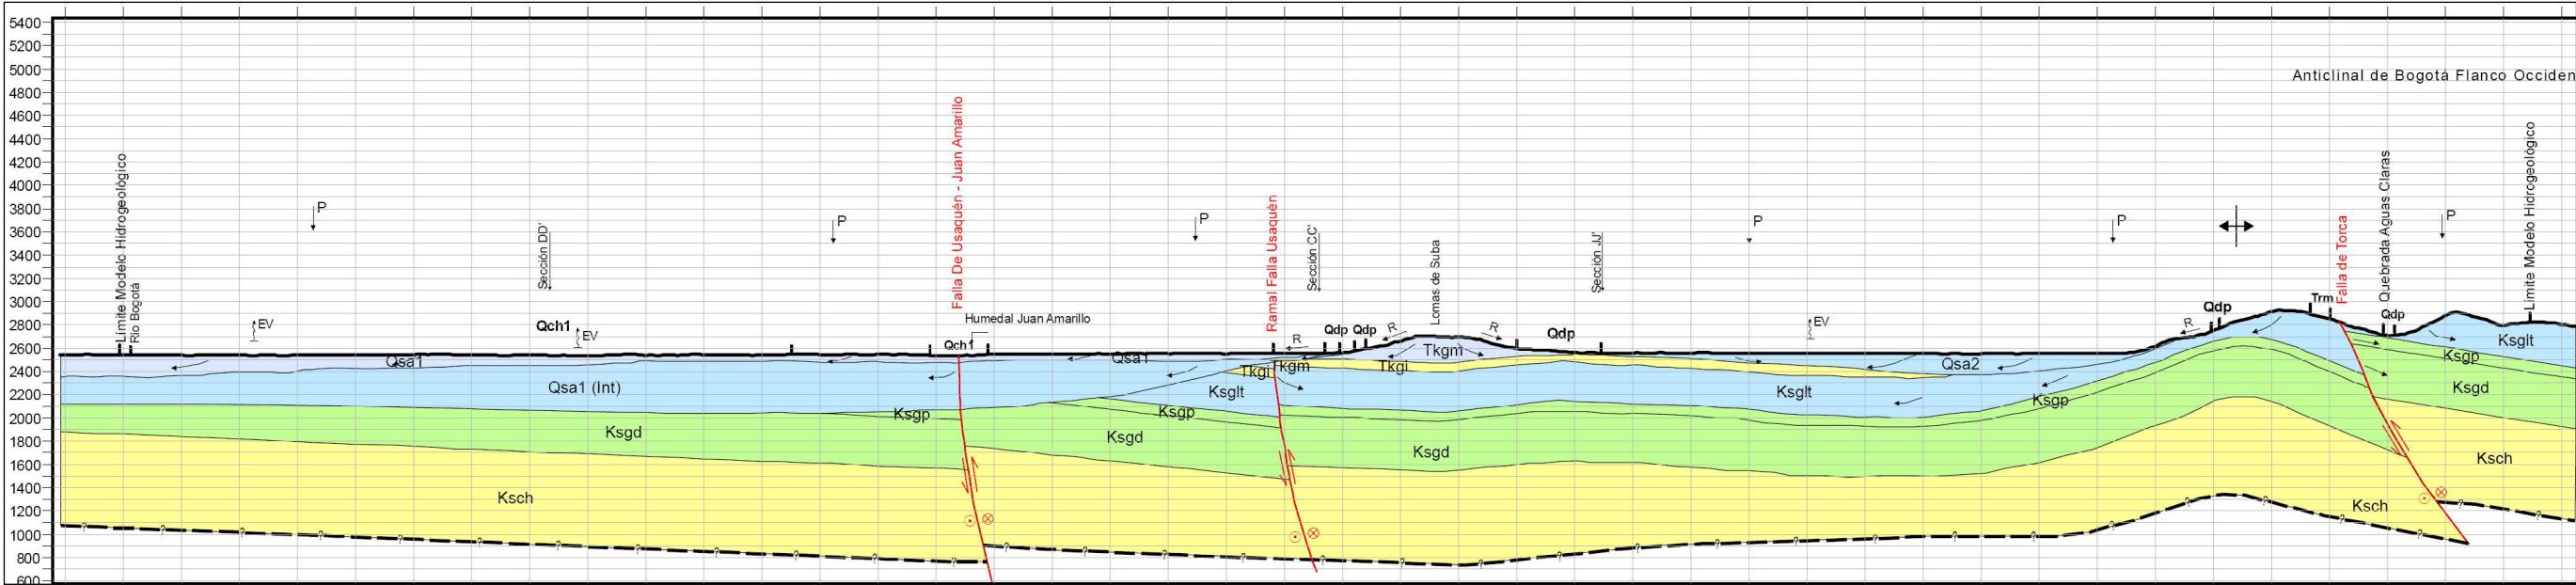 5400
5200
5000
4800
4600
4400
4200
4000
3800
3600
3400
3200
3000
2800
2600
2400
2200
2000
1800
1600
1400
1200
1000
800
600
Anticlinal de Bogotá Flanco Occiden
Límite Modelo Hidrogeológico
Río Bogotá
EV
P
Sección DD'
Qch1
EV
P
Falla De Usaquén - Juan Amarillo
Humedal Juan Amarillo
Qch1
P
Ramal Falla Usaquén
R
Sección CC'
Qdp
Qdp
R
Lomas de Suba
R
Qdp
Sección JJ'
P
EV
P
R
Qdp
Trm
Falla de Torca
Quebrada Aguas Claras
Qdp
P
Límite Modelo Hidrogeológico
Qsa1
Qsa1 (Int)
Ksgp
Ksgd
Ksch
Qsa1
Tkgi
Tkgm
Ksglt
Ksgp
Ksgd
Tkgm
Tkgi
Ksgd
Ksglt
Qsa2
Ksgp
Ksch
Ksglt
Ksgp
Ksgd
Ksch
? ? ? ? ? ? ? ? ? ? ? ? ? ? ? ? ? ? ? ? ? ? ? ? ? ? ? ? ? ? ? ?